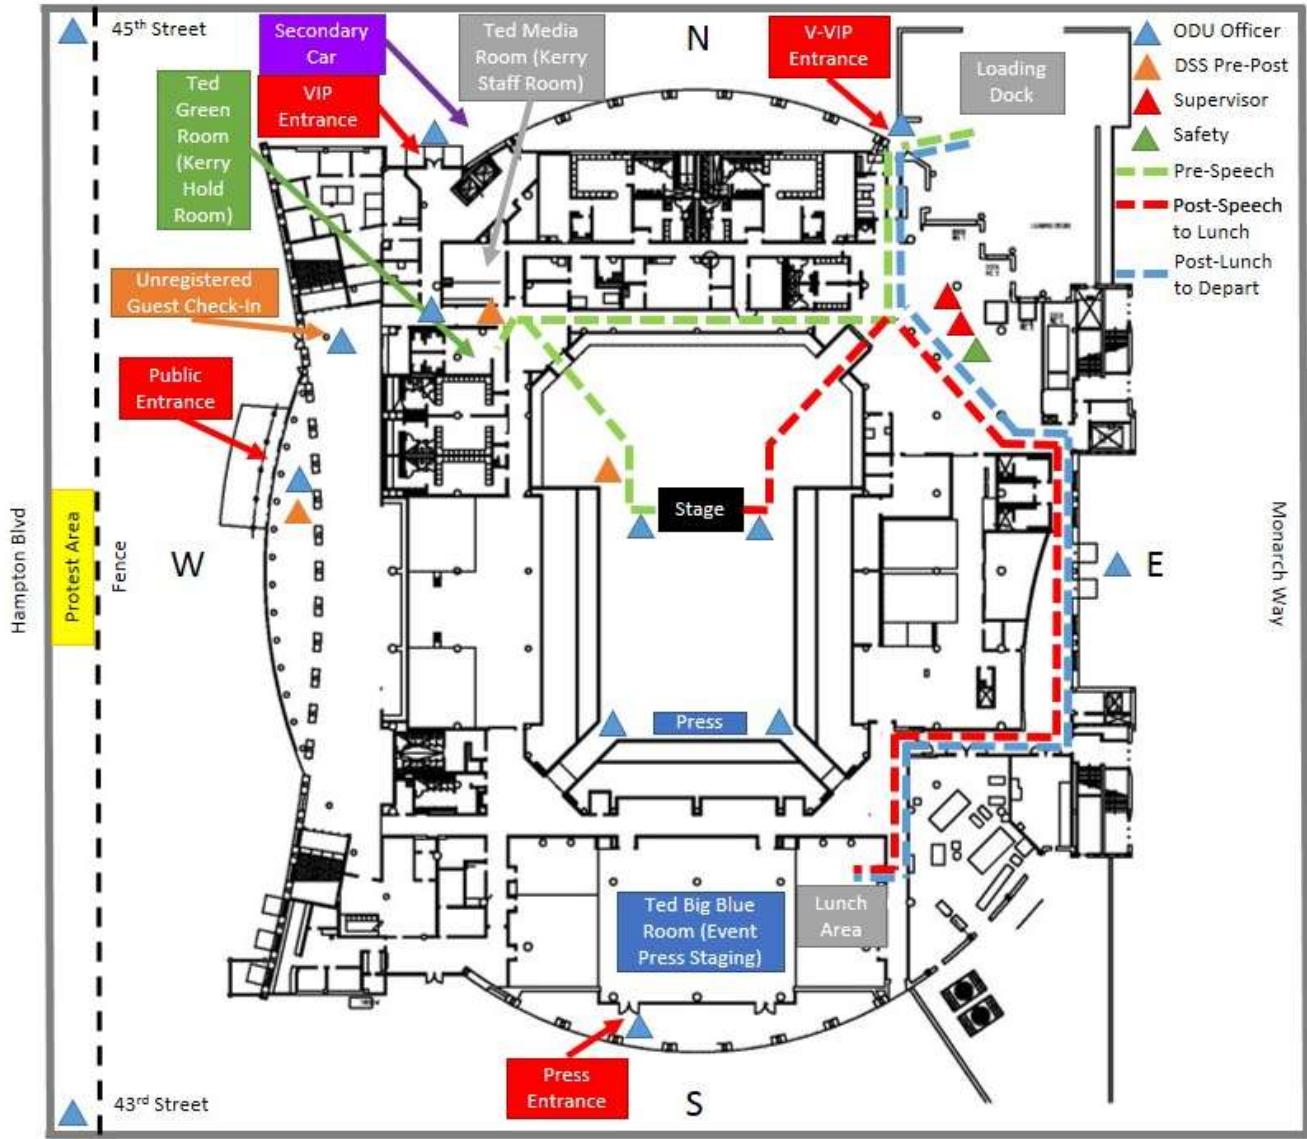 45th Street
Secondary
Car
Ted Media
Room (Kerry
Staff Room)
N
V-VIP
Entrance
Loading
Dock
ODU Officer
DSS Pre-Post
Supervisor
Safety
Pre-Speech
Post-Speech
to Lunch
Post-Lunch
to Depart
Ted
Green
Room
(Kerry
Hold
Room)
VIP
Entrance
Unregistered
Guest Check-In
Public
Entrance
Stage
Hampton Blvd
Protest Area
Fence
W
E
Monarch Way
Press
Ted Big Blue
Room (Event
Press Staging)
Lunch
Area
Press
Entrance
S
43rd Street